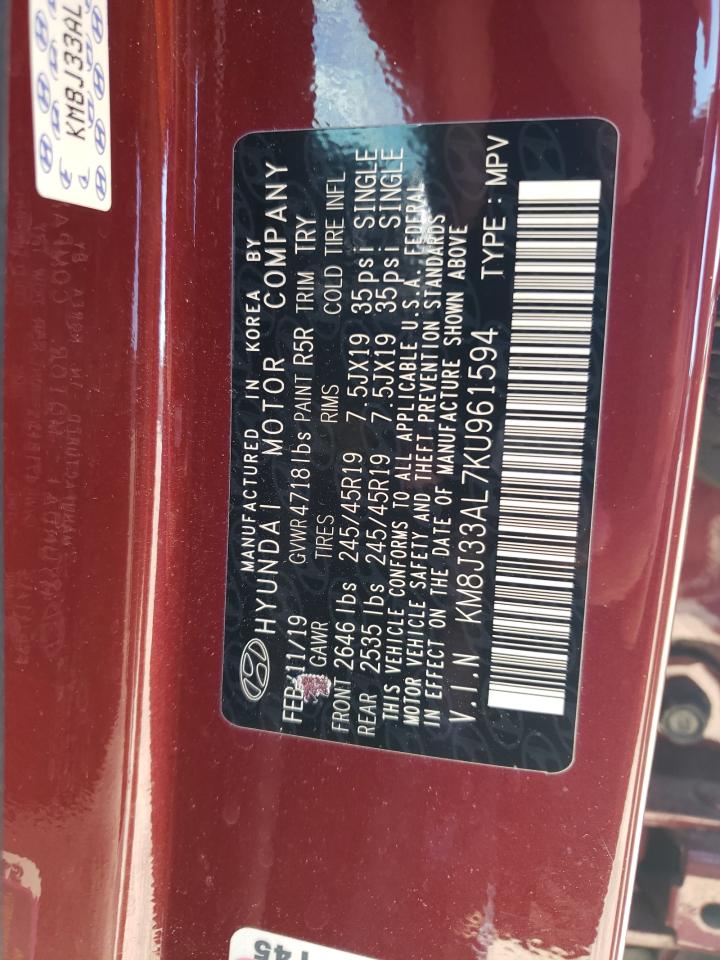 MANUFACTURED IN KOREA BY
HYUNDAI MOTOR COMPANY
FEB/11/19 GVWR4718lbs PAINT R5R TRIM TRY
GAWR TIRES RIMS COLD TIRE INFL
FRONT 2646 lbs 245/45R19 7.5JX19 35psi SINGLE
REAR 2535 lbs 245/45R19 7.5JX19 35psi SINGLE
THIS VEHICLE CONFORMS TO ALL APPLICABLE U.S.A. FEDERAL
MOTOR VEHICLE SAFETY AND THEFT PREVENTION STANDARDS
IN EFFECT ON THE DATE OF MANUFACTURE SHOWN ABOVE
V.I.N KM8J33AL7KU961594 TYPE : MPV
KM8J33AL
145